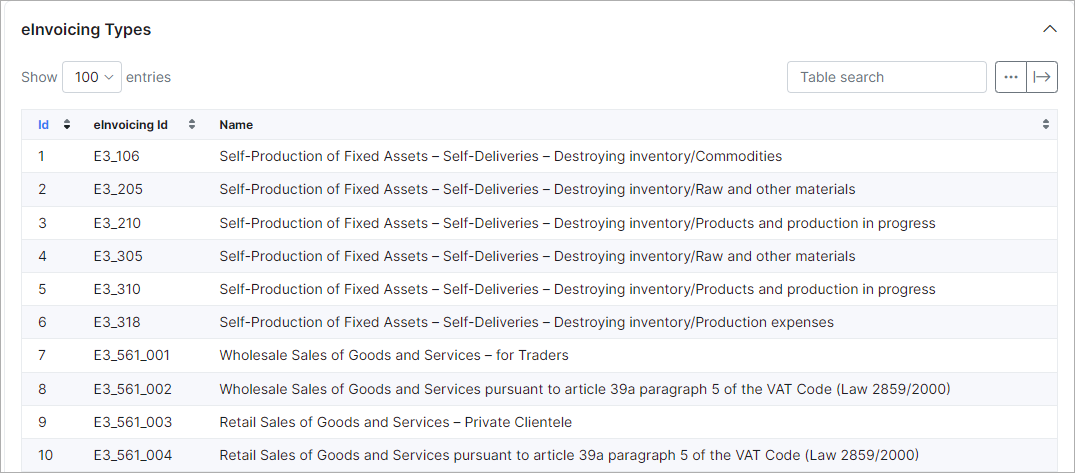 eInvoicing Types
Show 100 entries Table search
Id eInvoicing Id Name
1 E3_106 Self-Production of Fixed Assets – Self-Deliveries – Destroying inventory/Commodities
2 E3_205 Self-Production of Fixed Assets – Self-Deliveries – Destroying inventory/Raw and other materials
3 E3_210 Self-Production of Fixed Assets – Self-Deliveries – Destroying inventory/Products and production in progress
4 E3_305 Self-Production of Fixed Assets – Self-Deliveries – Destroying inventory/Raw and other materials
5 E3_310 Self-Production of Fixed Assets – Self-Deliveries – Destroying inventory/Products and production in progress
6 E3_318 Self-Production of Fixed Assets – Self-Deliveries – Destroying inventory/Production expenses
7 E3_561_001 Wholesale Sales of Goods and Services – for Traders
8 E3_561_002 Wholesale Sales of Goods and Services pursuant to article 39a paragraph 5 of the VAT Code (Law 2859/2000)
9 E3_561_003 Retail Sales of Goods and Services – Private Clientele
10 E3_561_004 Retail Sales of Goods and Services pursuant to article 39a paragraph 5 of the VAT Code (Law 2859/2000)